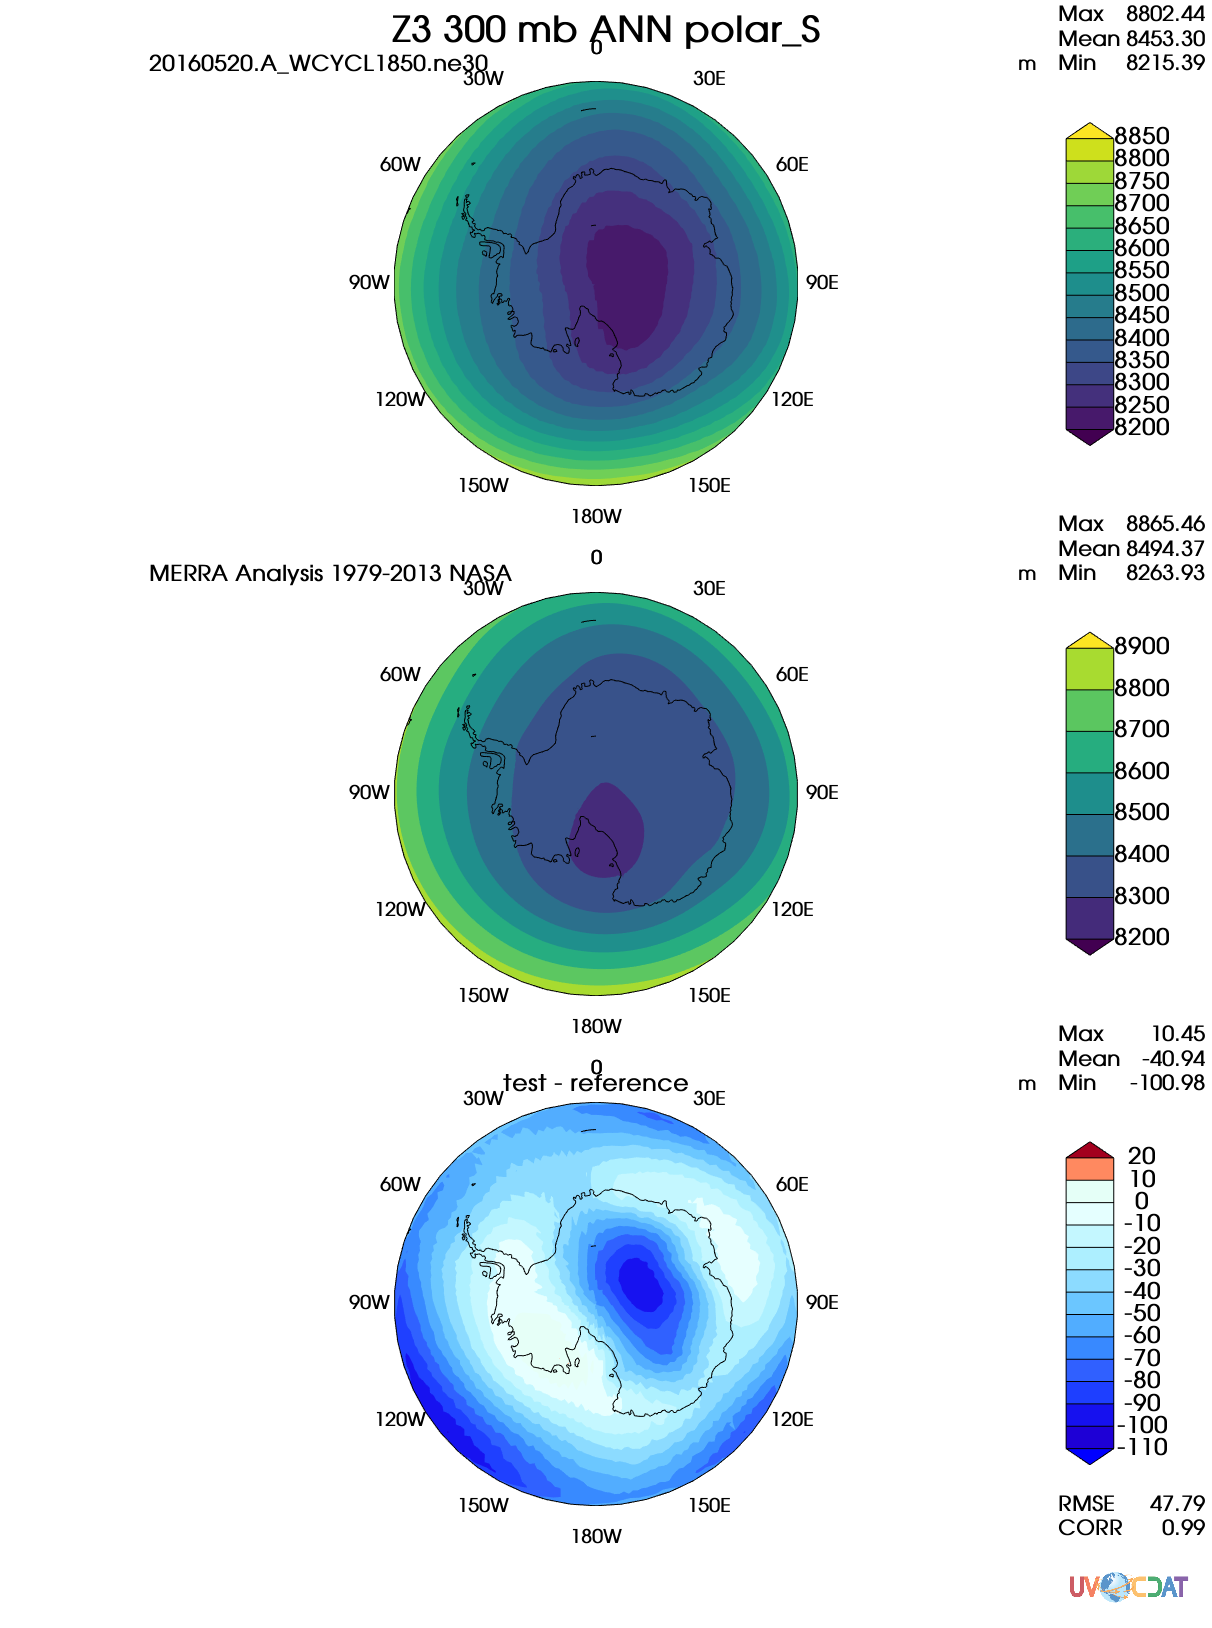 Z3 300 mb ANN polar_S
20160520.A_WCYCL1850.ne30
m
Max 8802.44
Mean 8453.30
Min 8215.39
0
30W 30E
60W 60E
90W 90E
120W 120E
150W 150E
180W
8850
8800
8750
8700
8650
8600
8550
8500
8450
8400
8350
8300
8250
8200
MERRA Analysis 1979-2013 NASA
m
Max 8865.46
Mean 8494.37
Min 8263.93
0
30W 30E
60W 60E
90W 90E
120W 120E
150W 150E
180W
8900
8800
8700
8600
8500
8400
8300
8200
test - reference
m
Max 10.45
Mean -40.94
Min -100.98
0
30W 30E
60W 60E
90W 90E
120W 120E
150W 150E
180W
20
10
0
-10
-20
-30
-40
-50
-60
-70
-80
-90
-100
-110
RMSE 47.79
CORR 0.99
UV CDAT